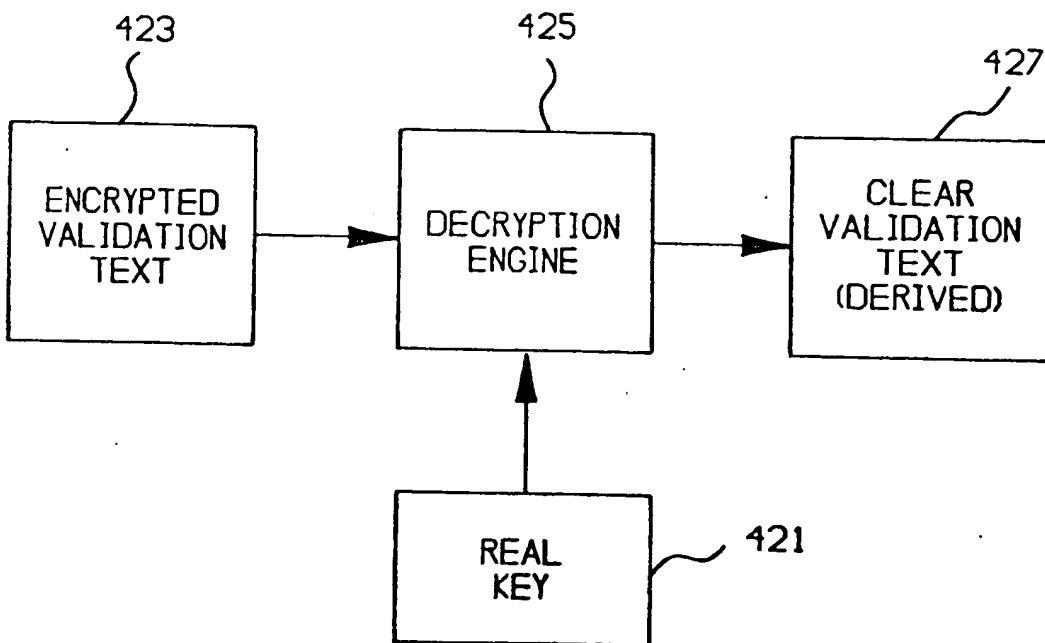 423
425
427
ENCRYPTED
VALIDATION
TEXT
DECRYPTION
ENGINE
CLEAR
VALIDATION
TEXT
(DERIVED)
REAL
KEY
421